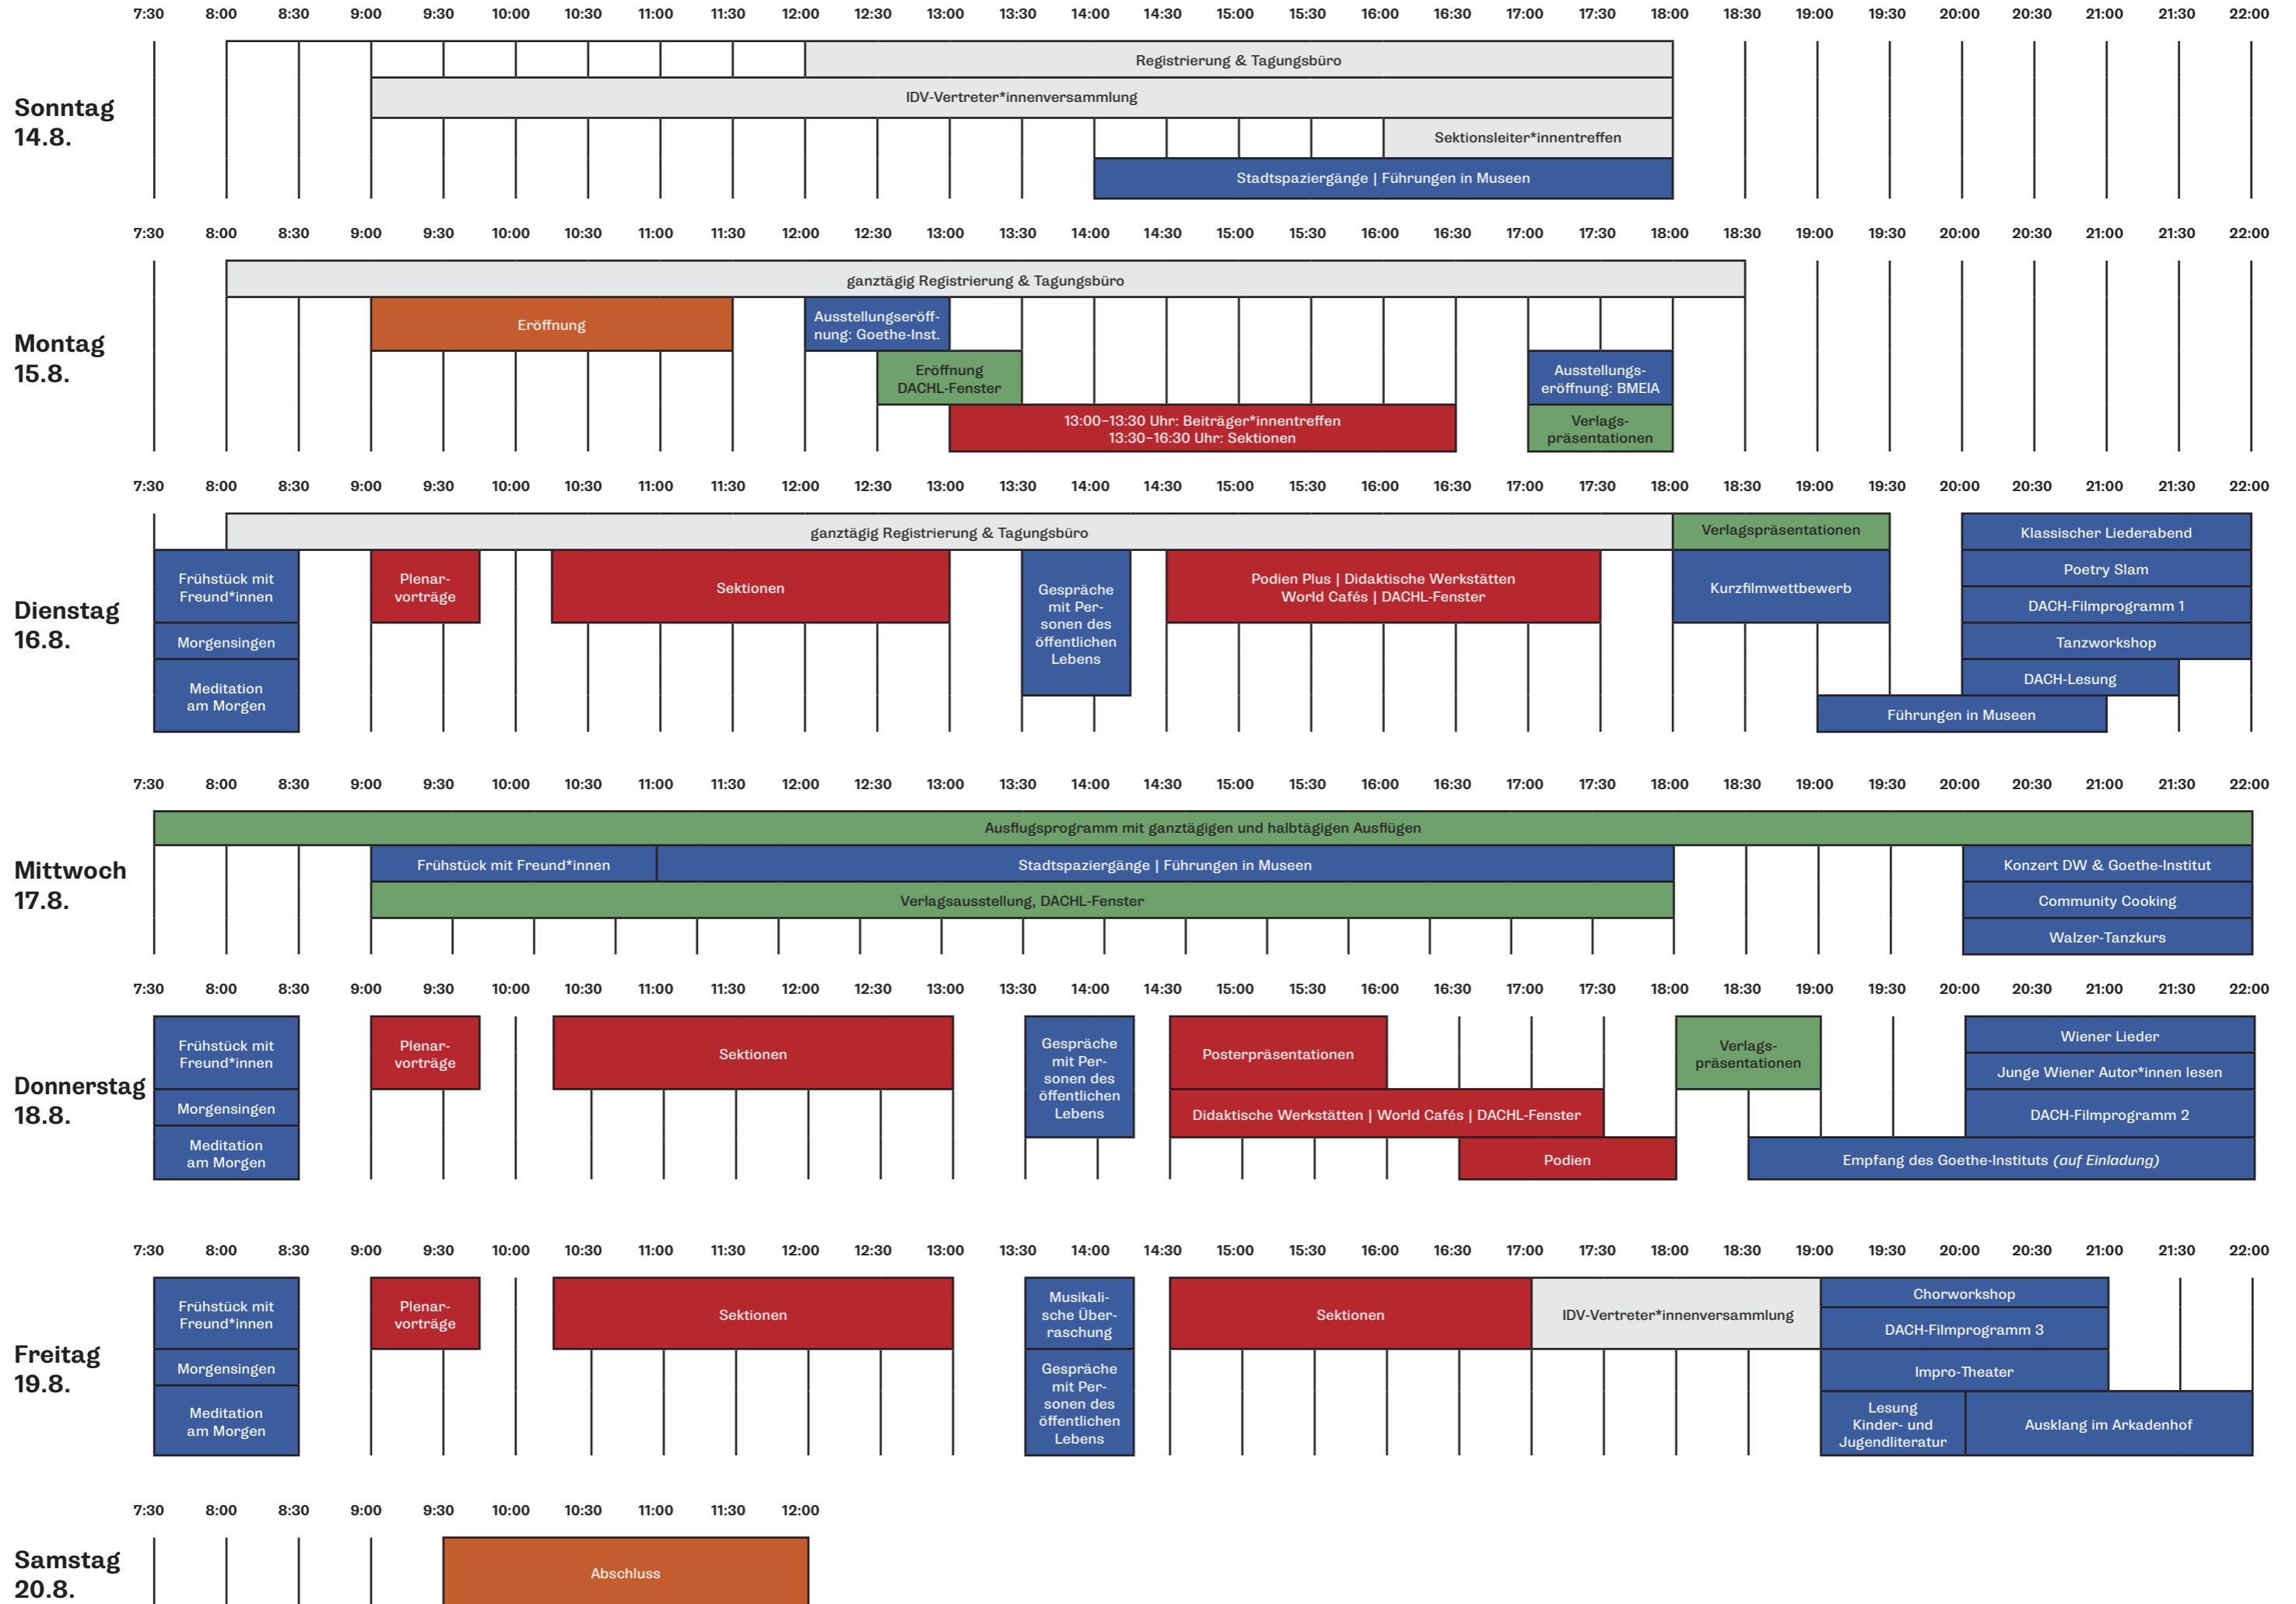 7:30 8:00 8:30 9:00 9:30 10:00 10:30 11:00 11:30 12:00 12:30 13:00 13:30 14:00 14:30 15:00 15:30 16:00 16:30 17:00 17:30 18:00 18:30 19:00 19:30 20:00 20:30 21:00 21:30 22:00
Sonntag
14.8.
Registrierung & Tagungsbüro
IDV-Vertreter*innenversammlung
Sektionsleiter*innentreffen
Stadtspaziergänge | Führungen in Museen
7:30 8:00 8:30 9:00 9:30 10:00 10:30 11:00 11:30 12:00 12:30 13:00 13:30 14:00 14:30 15:00 15:30 16:00 16:30 17:00 17:30 18:00 18:30 19:00 19:30 20:00 20:30 21:00 21:30 22:00
Montag
15.8.
ganztägig Registrierung & Tagungsbüro
Eröffnung
Ausstellungseröff-
nung: Goethe-Inst.
Eröffnung
DACHL-Fenster
Ausstellungs-
eröffnung: BMEIA
13:00–13:30 Uhr: Beiträger*innentreffen
13:30–16:30 Uhr: Sektionen
Verlags-
präsentationen
7:30 8:00 8:30 9:00 9:30 10:00 10:30 11:00 11:30 12:00 12:30 13:00 13:30 14:00 14:30 15:00 15:30 16:00 16:30 17:00 17:30 18:00 18:30 19:00 19:30 20:00 20:30 21:00 21:30 22:00
Dienstag
16.8.
ganztägig Registrierung & Tagungsbüro
Verlagspräsentationen
Klassischer Liederabend
Frühstück mit
Freund*innen
Plenar-
vorträge
Sektionen
Gespräche
mit Per-
sonen des
öffentlichen
Lebens
Podien Plus | Didaktische Werkstätten
World Cafés | DACHL-Fenster
Kurzfilmwettbewerb
Poetry Slam
DACH-Filmprogramm 1
Morgensingen
Tanzworkshop
Meditation
am Morgen
DACH-Lesung
Führungen in Museen
7:30 8:00 8:30 9:00 9:30 10:00 10:30 11:00 11:30 12:00 12:30 13:00 13:30 14:00 14:30 15:00 15:30 16:00 16:30 17:00 17:30 18:00 18:30 19:00 19:30 20:00 20:30 21:00 21:30 22:00
Mittwoch
17.8.
Ausflugsprogramm mit ganztägigen und halbtägigen Ausflügen
Frühstück mit Freund*innen
Stadtspaziergänge | Führungen in Museen
Konzert DW & Goethe-Institut
Verlagsausstellung, DACHL-Fenster
Community Cooking
Walzer-Tanzkurs
7:30 8:00 8:30 9:00 9:30 10:00 10:30 11:00 11:30 12:00 12:30 13:00 13:30 14:00 14:30 15:00 15:30 16:00 16:30 17:00 17:30 18:00 18:30 19:00 19:30 20:00 20:30 21:00 21:30 22:00
Donnerstag
18.8.
Frühstück mit
Freund*innen
Plenar-
vorträge
Sektionen
Gespräche
mit Per-
sonen des
öffentlichen
Lebens
Posterpräsentationen
Verlags-
präsentationen
Wiener Lieder
Junge Wiener Autor*innen lesen
Morgensingen
Didaktische Werkstätten | World Cafés | DACHL-Fenster
DACH-Filmprogramm 2
Meditation
am Morgen
Podien
Empfang des Goethe-Instituts (auf Einladung)
7:30 8:00 8:30 9:00 9:30 10:00 10:30 11:00 11:30 12:00 12:30 13:00 13:30 14:00 14:30 15:00 15:30 16:00 16:30 17:00 17:30 18:00 18:30 19:00 19:30 20:00 20:30 21:00 21:30 22:00
Freitag
19.8.
Frühstück mit
Freund*innen
Plenar-
vorträge
Sektionen
Musikali-
sche Über-
raschung
Sektionen
IDV-Vertreter*innenversammlung
Chorworkshop
DACH-Filmprogramm 3
Morgensingen
Gespräche
mit Per-
sonen des
öffentlichen
Lebens
Impro-Theater
Meditation
am Morgen
Lesung
Kinder- und
Jugendliteratur
Ausklang im Arkadenhof
7:30 8:00 8:30 9:00 9:30 10:00 10:30 11:00 11:30 12:00
Samstag
20.8.
Abschluss